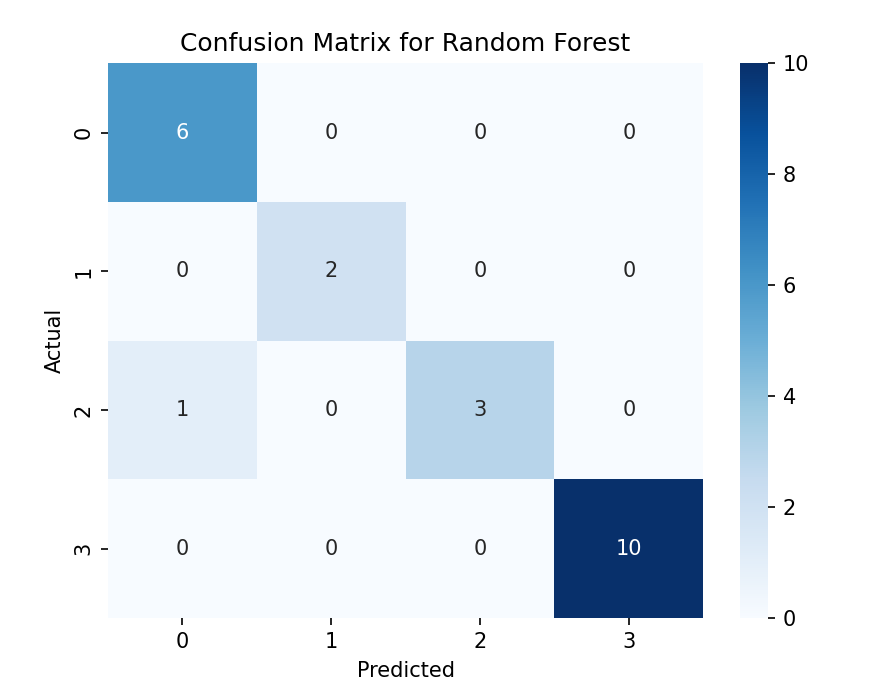 Confusion Matrix for Random Forest
10
0 6 0 0 0
8
1 0 2 0 0
6
Actual
4
2 1 0 3 0
2
3 0 0 0 10
0
0 1 2 3
Predicted